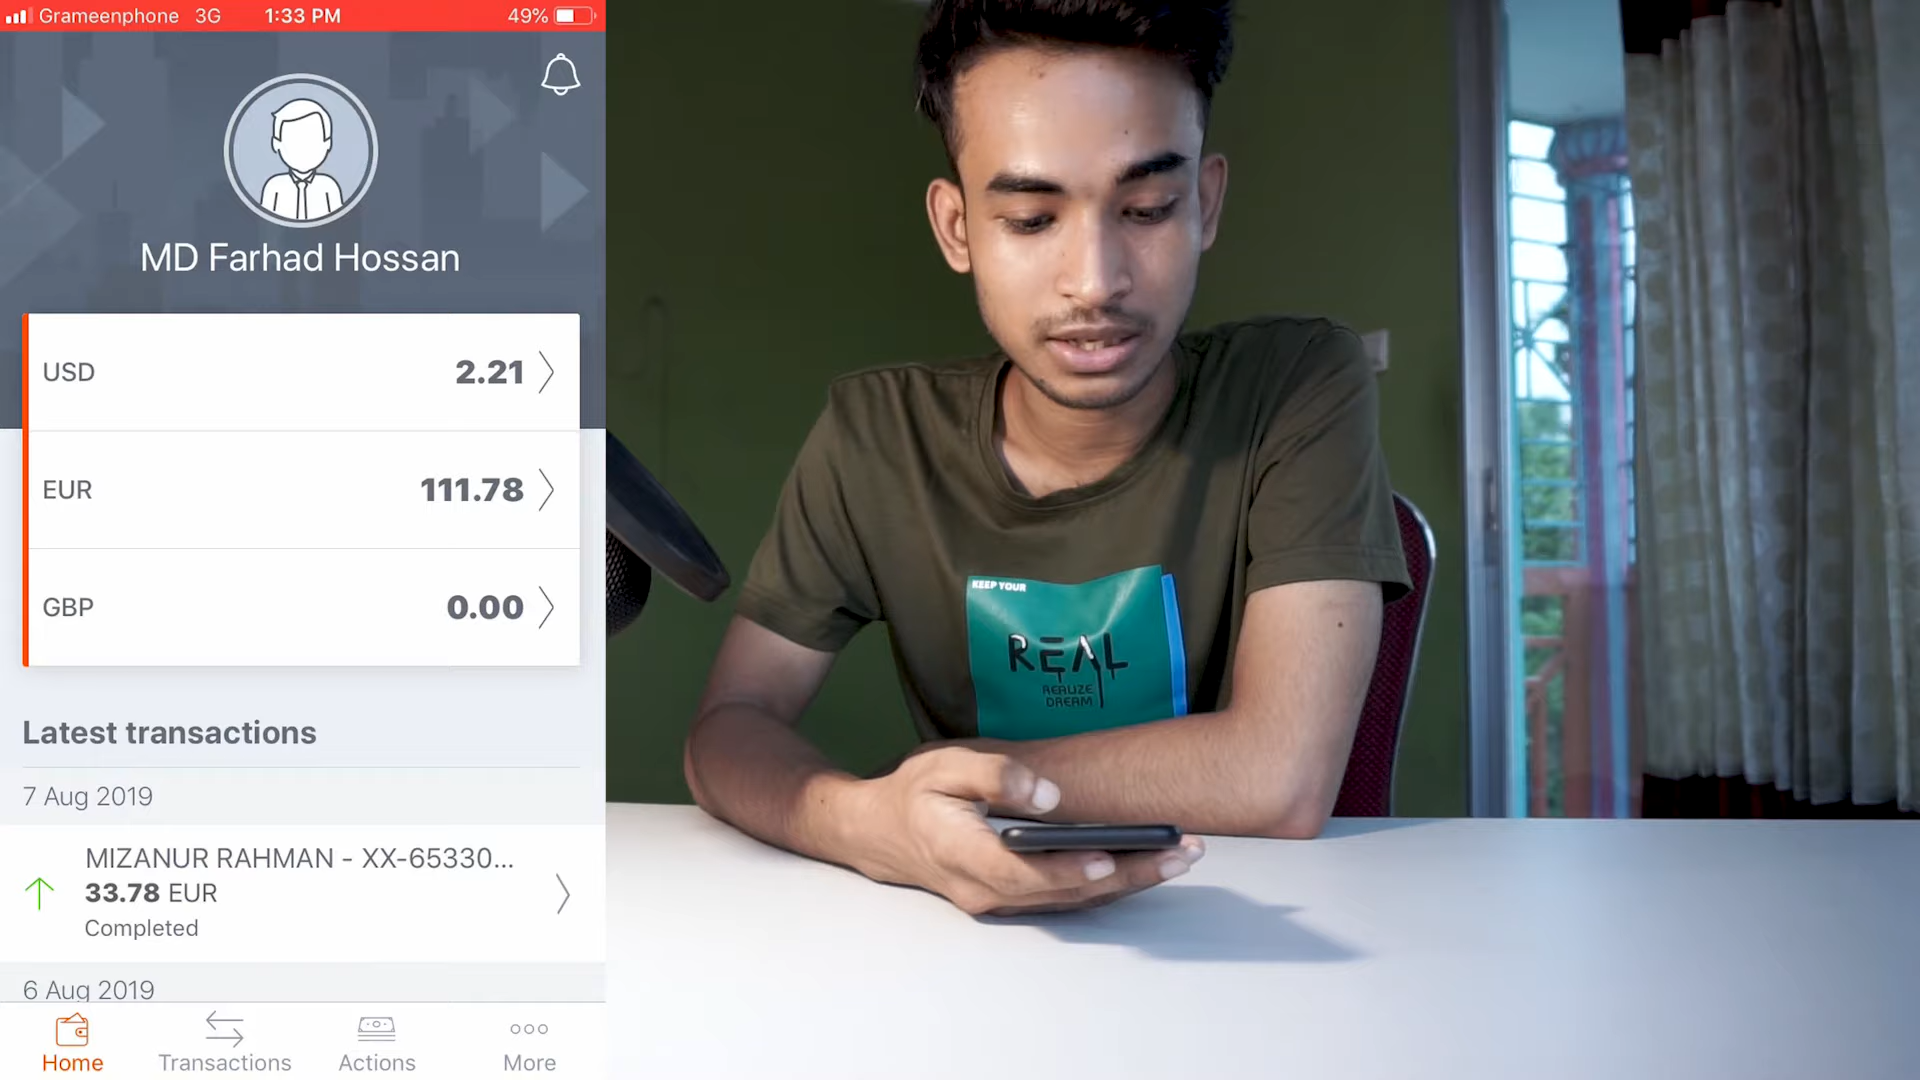 Grameenphone 3G 1:33 PM 49%
MD Farhad Hossan
USD 2.21
EUR 111.78
GBP 0.00
Latest transactions
7 Aug 2019
MIZANUR RAHMAN - XX-65330...
33.78 EUR
Completed
6 Aug 2019
Home Transactions Actions More
KEEP YOUR
REAL
REALIZE
DREAM